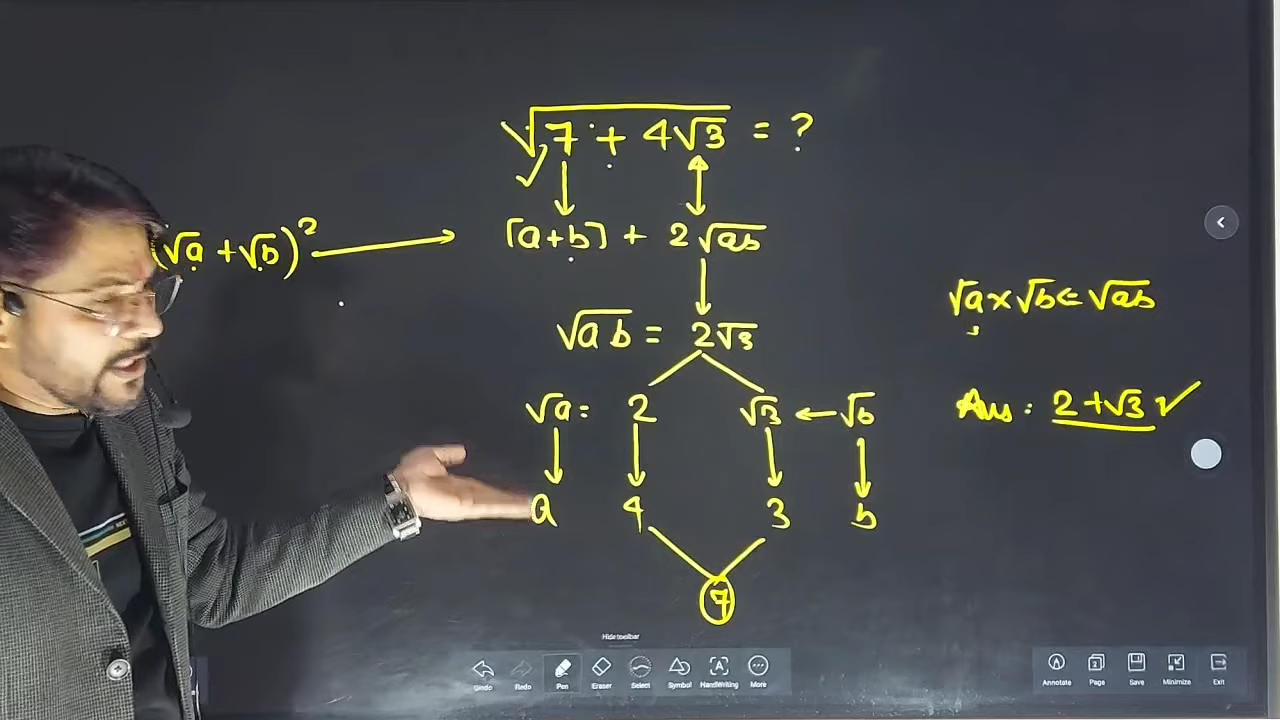 √(7 + 4√3) = ?
(√a + √b)² → [a+b] + 2√ab
√ab = 2√3
√a = 2 √3 ← √b
a 4 3 b
7
√a × √b = √ab
Ans : 2 + √3 ✓
NEXT
Hide toolbar
Undo Redo Pen Eraser Select Symbol HandWriting More
Annotate Page Save Minimize Exit